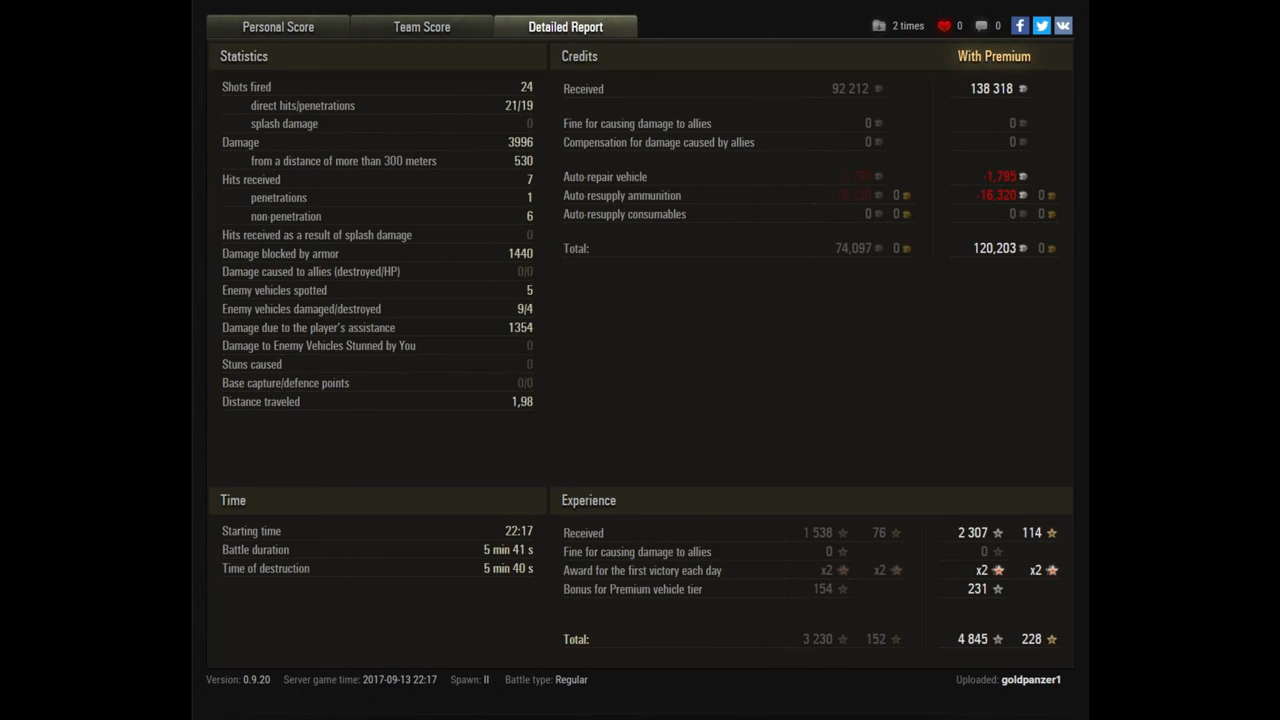 Personal Score Team Score Detailed Report 2 times 0 0
Statistics
Shots fired 24
direct hits/penetrations 21/19
splash damage 0
Damage 3996
from a distance of more than 300 meters 530
Hits received 7
penetrations 1
non-penetration 6
Hits received as a result of splash damage 0
Damage blocked by armor 1440
Damage caused to allies (destroyed/HP) 0/0
Enemy vehicles spotted 5
Enemy vehicles damaged/destroyed 9/4
Damage due to the player's assistance 1354
Damage to Enemy Vehicles Stunned by You 0
Stuns caused 0
Base capture/defence points 0/0
Distance traveled 1,98
Credits With Premium
Received 92 212 138 318
Fine for causing damage to allies 0 0
Compensation for damage caused by allies 0 0
Auto-repair vehicle -1,795
Auto-resupply ammunition 0 -16,320 0
Auto-resupply consumables 0 0 0 0
Total: 74,097 0 120,203 0
Time
Starting time 22:17
Battle duration 5 min 41 s
Time of destruction 5 min 40 s
Experience
Received 1 538 76 2 307 114
Fine for causing damage to allies 0 0
Award for the first victory each day x2 x2 x2 x2
Bonus for Premium vehicle tier 154 231
Total: 3 230 152 4 845 228
Version: 0.9.20 Server game time: 2017-09-13 22:17 Spawn: II Battle type: Regular Uploaded: goldpanzer1